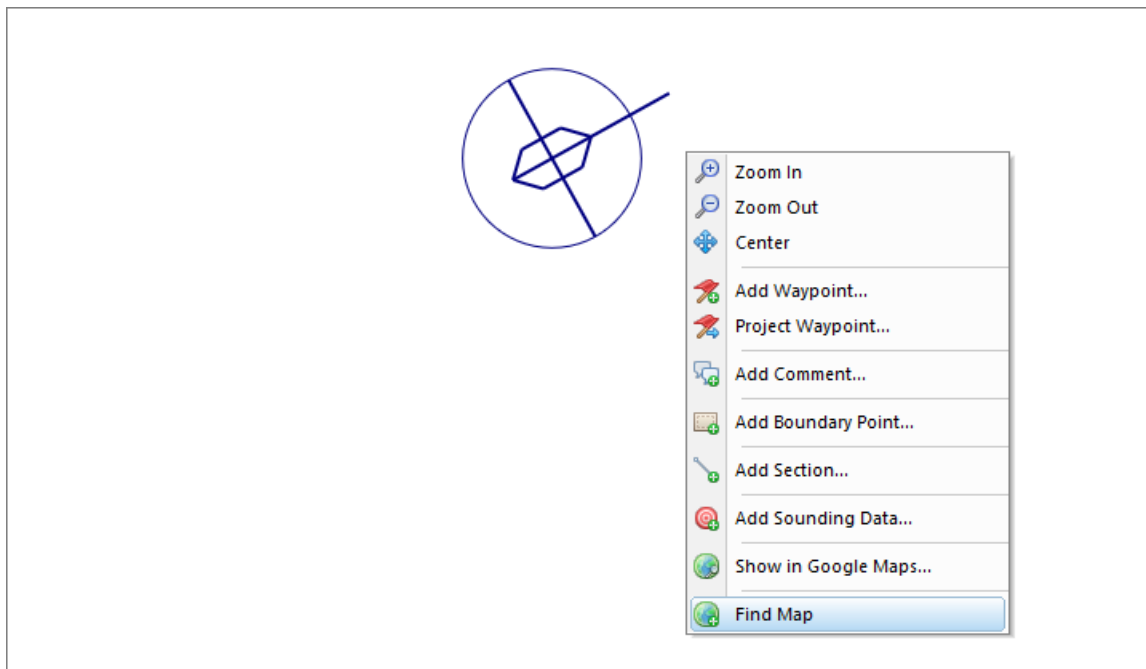 Zoom In
Zoom Out
Center
Add Waypoint...
Project Waypoint...
Add Comment...
Add Boundary Point...
Add Section...
Add Sounding Data...
Show in Google Maps...
Find Map